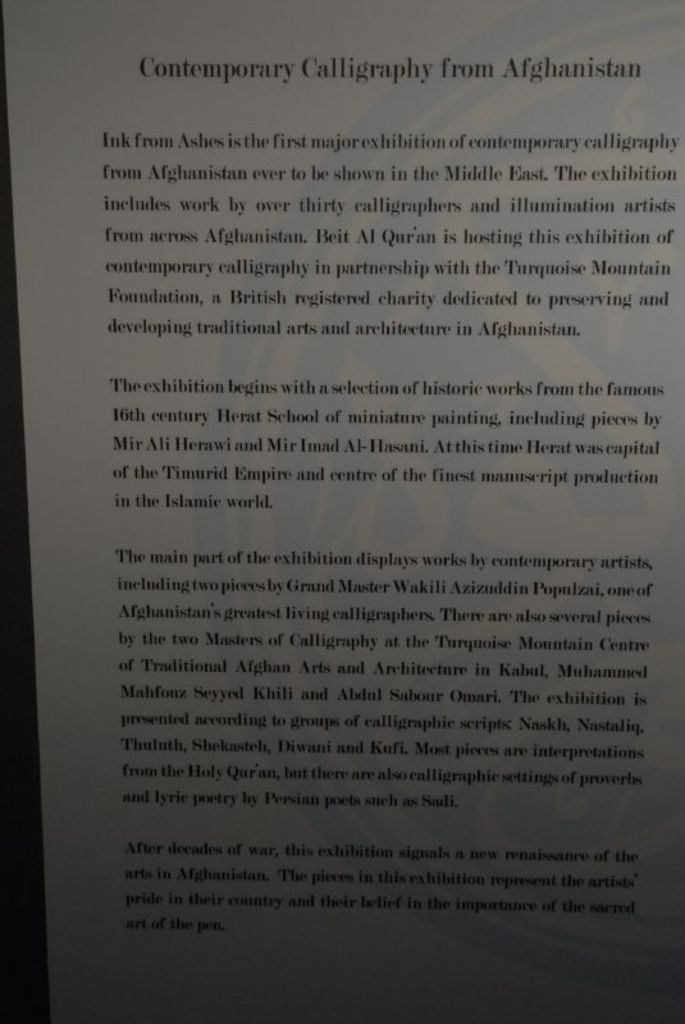 Contemporary Calligraphy from Afghanistan
Ink from Ashes is the first major exhibition of contemporary calligraphy
from Afghanistan ever to be shown in the Middle East. The exhibition
includes work by over thirty calligraphers and illumination artists
from across Afghanistan. Beit Al Qur'an is hosting this exhibition of
contemporary calligraphy in partnership with the Turquoise Mountain
Foundation, a British registered charity dedicated to preserving and
developing traditional arts and architecture in Afghanistan.
The exhibition begins with a selection of historic works from the famous
16th century Herat School of miniature painting, including pieces by
Mir Ali Herawi and Mir Imad Al-Hasani. At this time Herat was capital
of the Timurid Empire and centre of the finest manuscript production
in the Islamic world.
The main part of the exhibition displays works by contemporary artists,
including two pieces by Grand Master Wakili Azizuddin Populzai, one of
Afghanistan's greatest living calligraphers. There are also several pieces
by the two Masters of Calligraphy at the Turquoise Mountain Centre
of Traditional Afghan Arts and Architecture in Kabul, Muhammed
Mahfouz Seyyed Khili and Abdul Sabour Omari. The exhibition is
presented according to groups of calligraphic scripts: Naskh, Nastaliq,
Thuluth, Shekasteh, Diwani and Kufi. Most pieces are interpretations
from the Holy Qur'an, but there are also calligraphic settings of proverbs
and lyric poetry by Persian poets such as Sadi.
After decades of war, this exhibition signals a new renaissance of the
arts in Afghanistan. The pieces in this exhibition represent the artists'
pride in their country and their belief in the importance of the sacred
art of the pen.